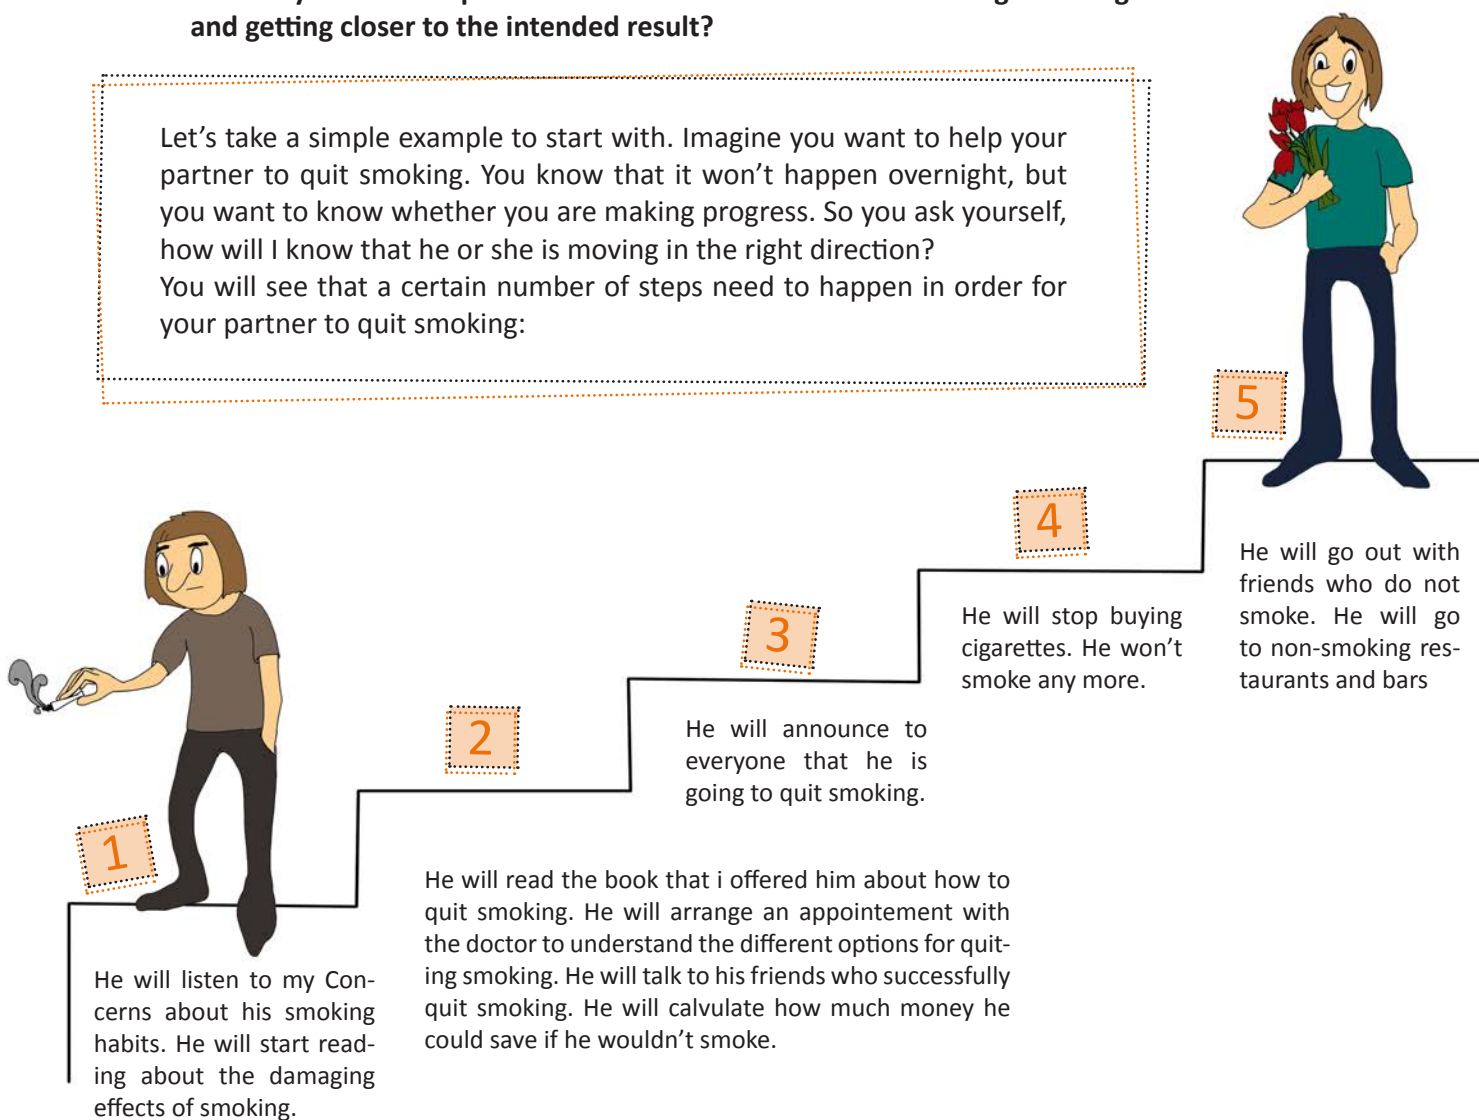 and getting closer to the intended result?
Let's take a simple example to start with. Imagine you want to help your
partner to quit smoking. You know that it won't happen overnight, but
you want to know whether you are making progress. So you ask yourself,
how will I know that he or she is moving in the right direction?
You will see that a certain number of steps need to happen in order for
your partner to quit smoking:
1
He will listen to my Con-
cerns about his smoking
habits. He will start read-
ing about the damaging
effects of smoking.
2
He will read the book that i offered him about how to
quit smoking. He will arrange an appointement with
the doctor to understand the different options for quit-
ing smoking. He will talk to his friends who successfully
quit smoking. He will calvulate how much money he
could save if he wouldn't smoke.
3
He will announce to
everyone that he is
going to quit smoking.
4
He will stop buying
cigarettes. He won't
smoke any more.
5
He will go out with
friends who do not
smoke. He will go
to non-smoking res-
taurants and bars